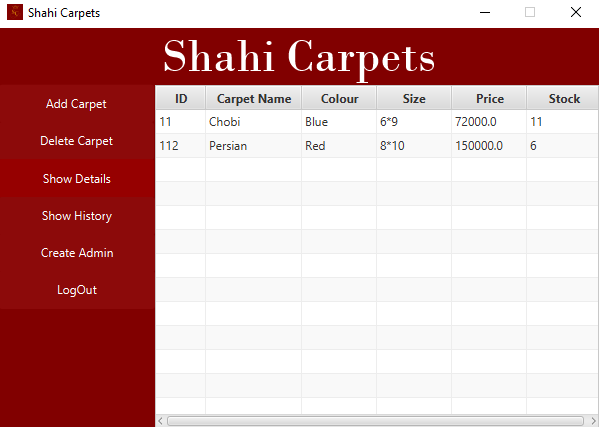 Shahi Carpets
Shahi Carpets
Add Carpet
Delete Carpet
Show Details
Show History
Create Admin
LogOut
ID Carpet Name Colour Size Price Stock
11 Chobi Blue 6*9 72000.0 11
112 Persian Red 8*10 150000.0 6